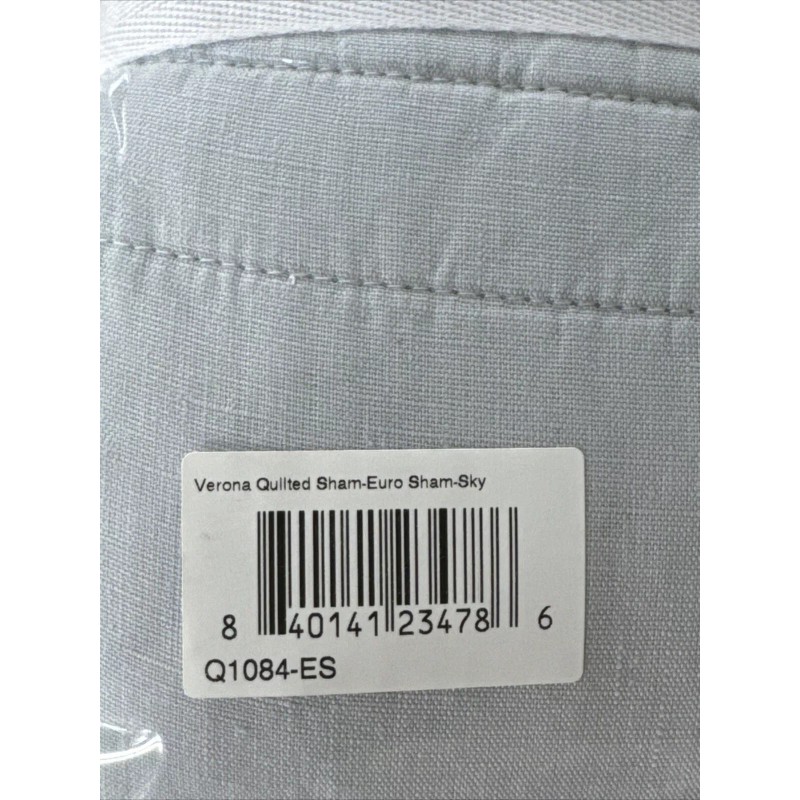 Verona Quilted Sham-Euro Sham-Sky
8 40141 23478 6
Q1084-ES